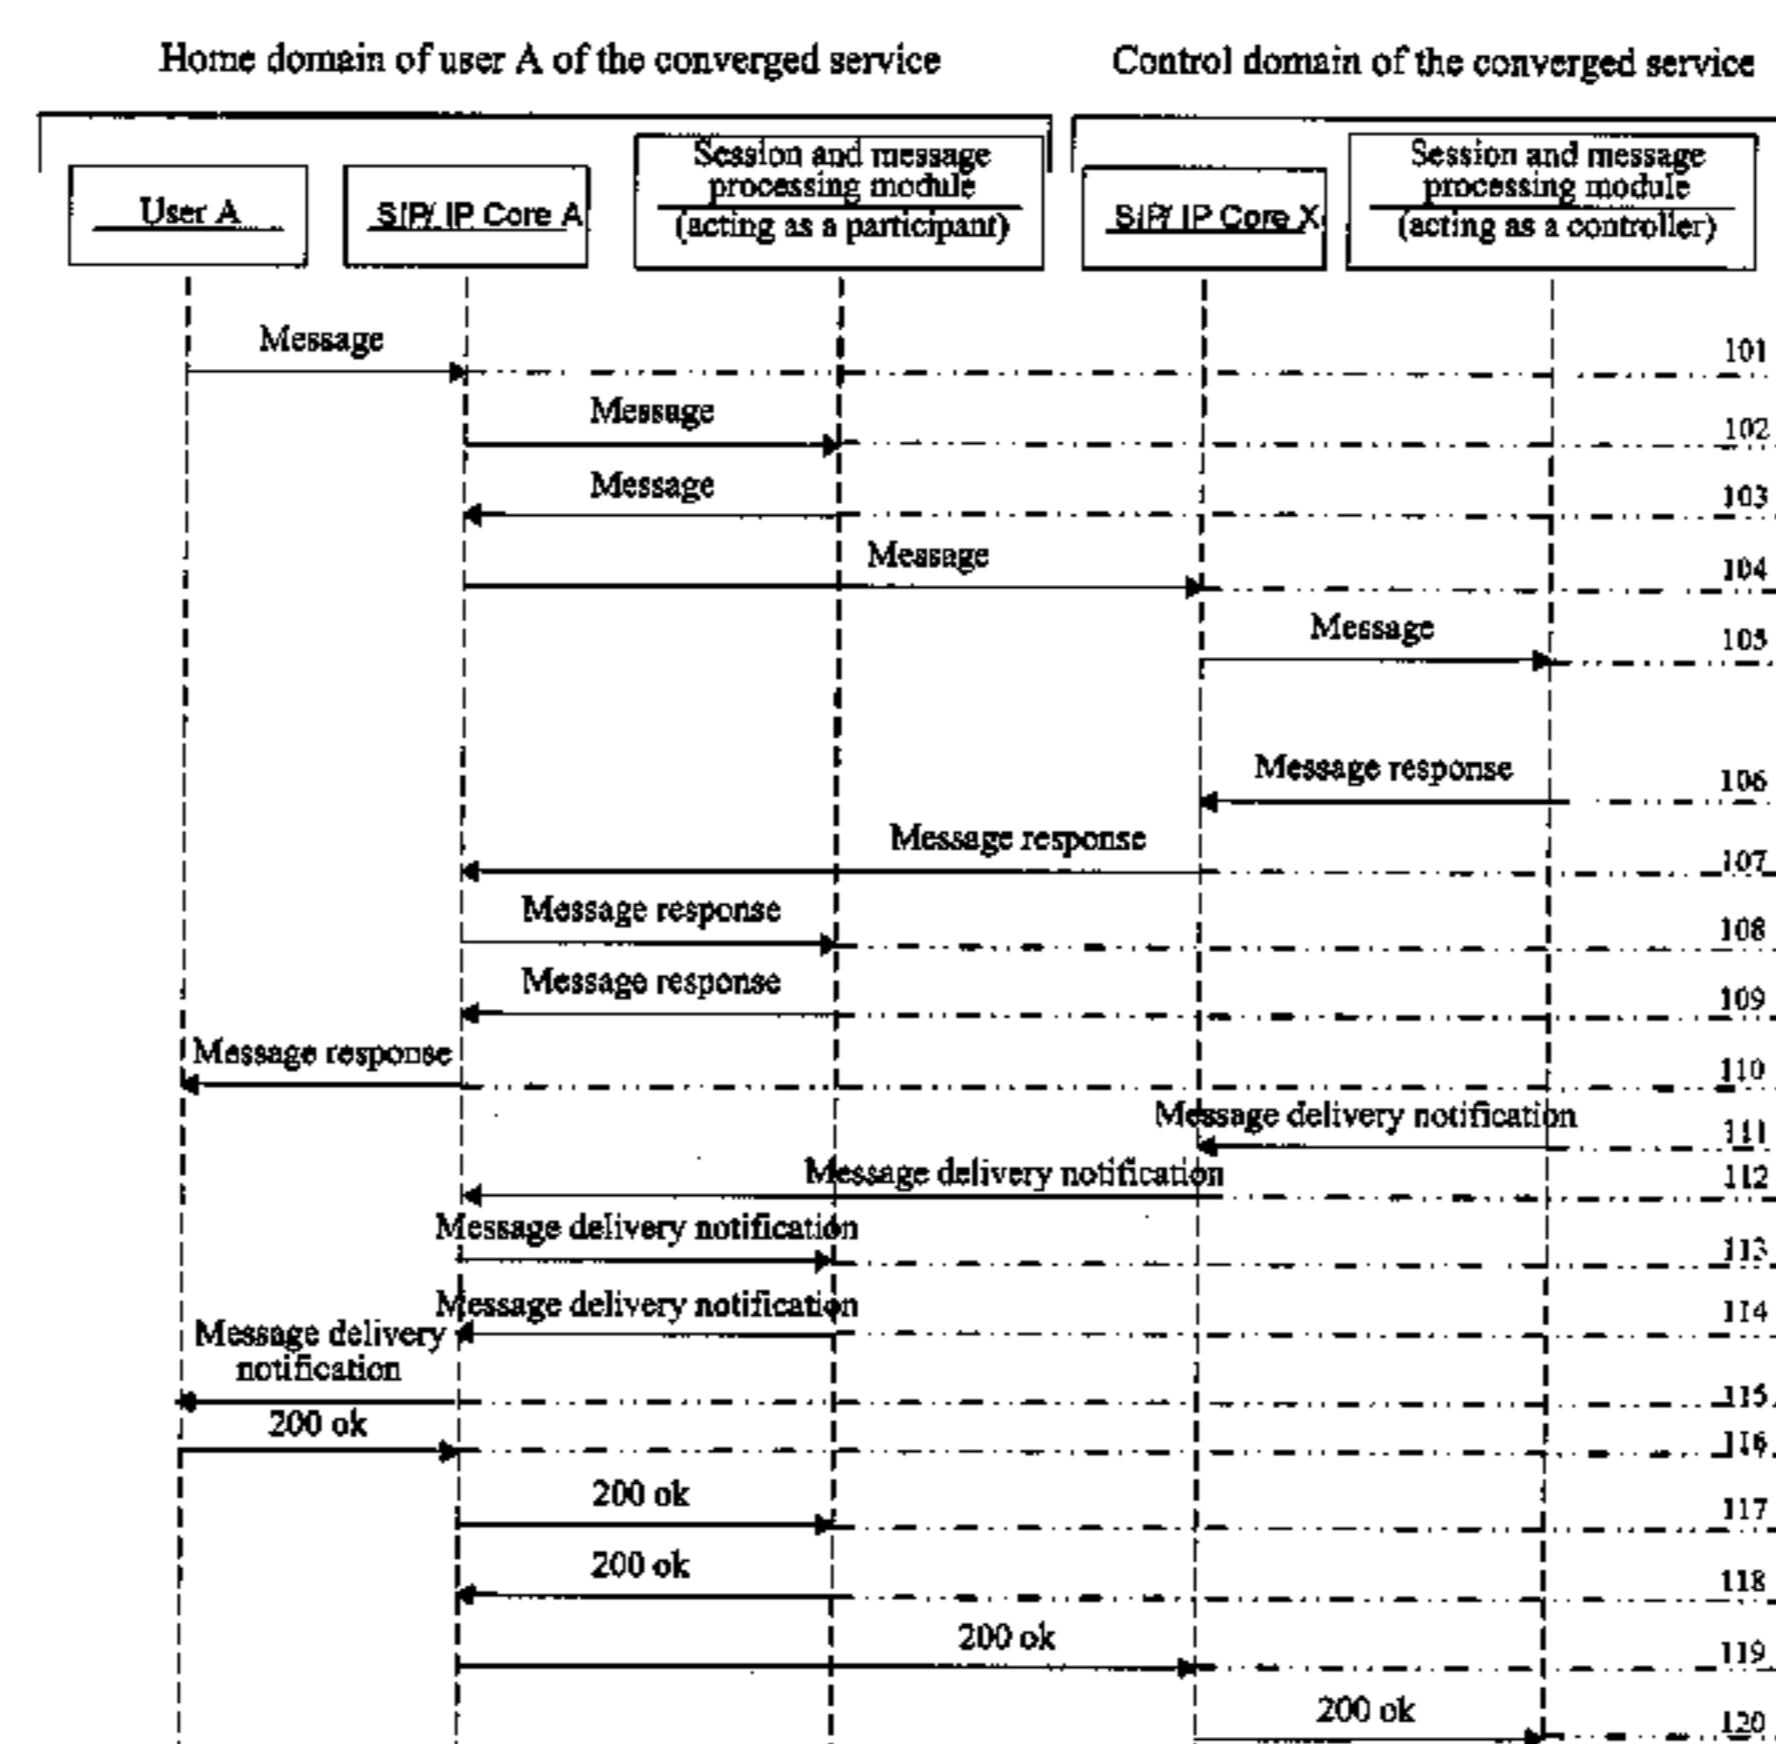 Home domain of user A of the converged service
Control domain of the converged service
User A
SIP/ IP Core A
Session and message
processing module
(acting as a participant)
SIP/ IP Core X
Session and message
processing module
(acting as a controller)
Message
101
Message
102
Message
103
Message
104
Message
105
Message response
106
Message response
107
Message response
108
Message response
109
Message response
110
Message delivery notification
111
Message delivery notification
112
Message delivery notification
113
Message delivery notification
114
Message delivery
notification
115
200 ok
116
200 ok
117
200 ok
118
200 ok
119
200 ok
120